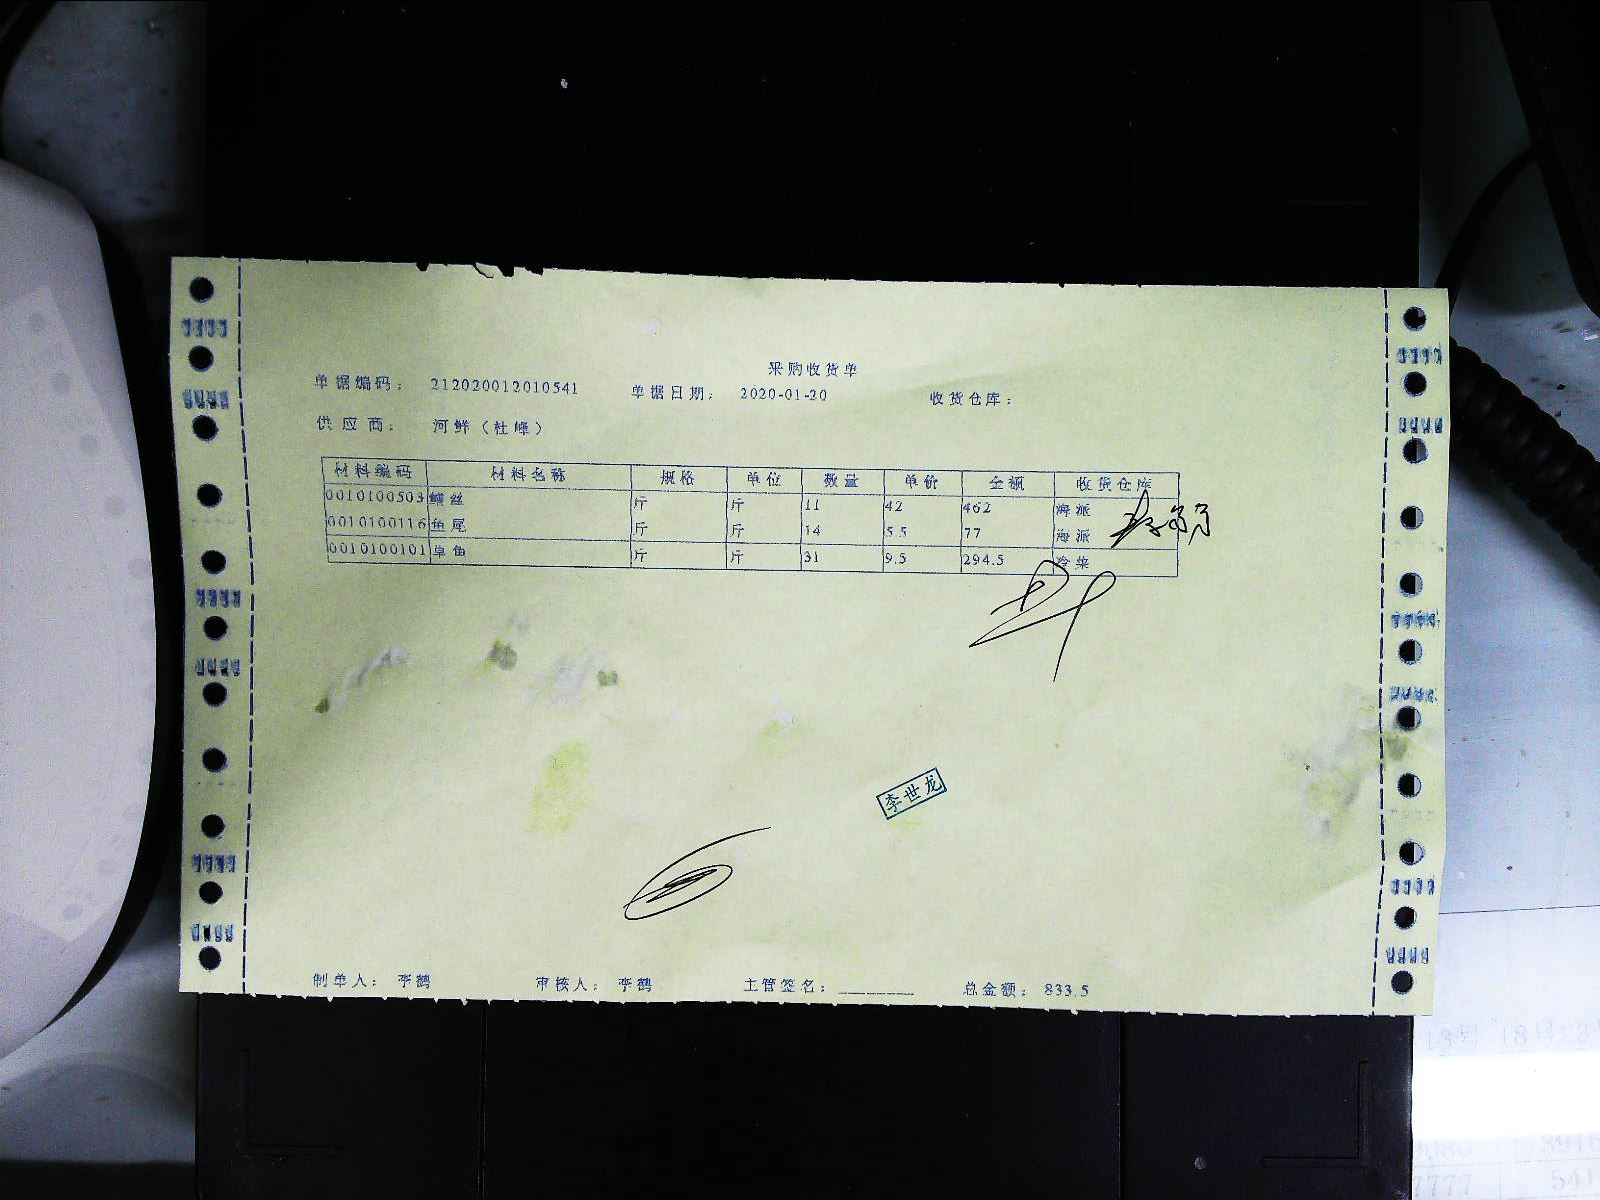 采购收货单
单据编码： 212020012010541 单据日期： 2020-01-20 收货仓库：
供应商： 河鲜（杜峰）
材料编码 材料名称 规格 单位 数量 单价 金额 收货仓库
0010100503 螺丝 斤 斤 11 42 462 海派
0010100116 鱼尾 斤 斤 14 5.5 77 海派
0010100101 草鱼 斤 斤 31 9.5 294.5 冷柴
李世龙
制单人： 李鹤 审核人： 李鹤 主管签名：________ 总金额： 833.5